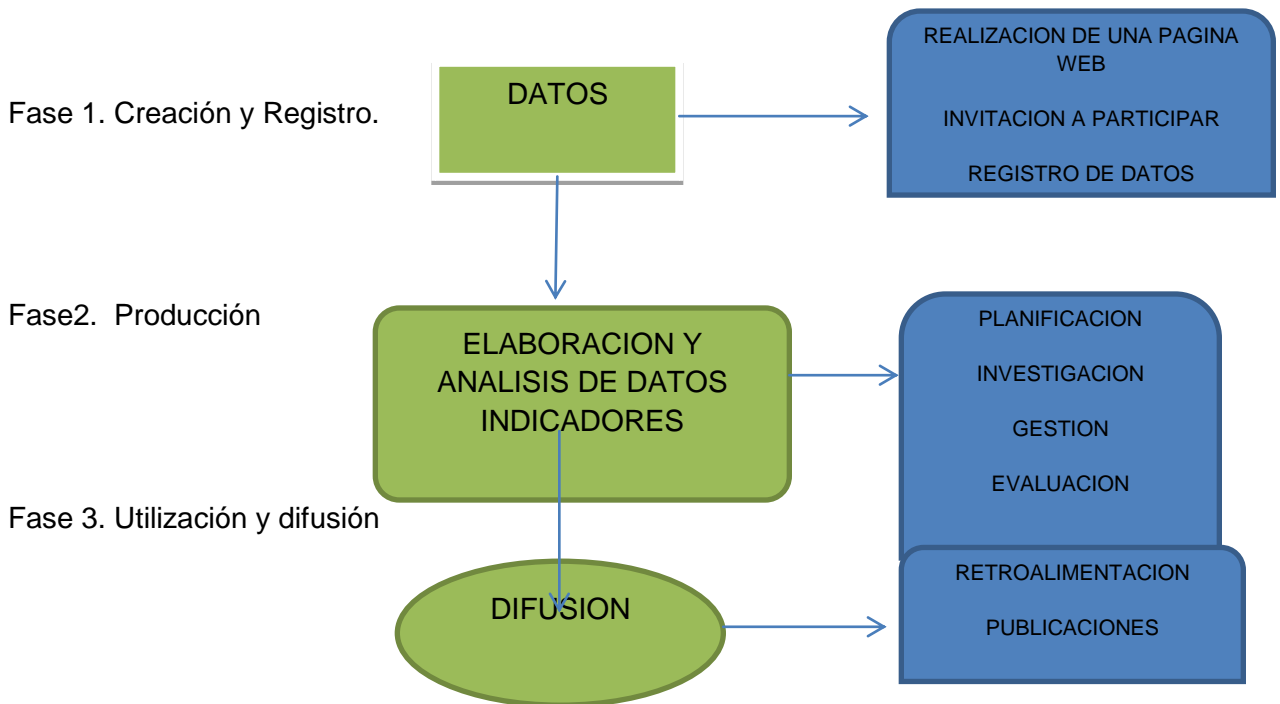 Fase 1. Creación y Registro.
DATOS
REALIZACION DE UNA PAGINA
WEB
INVITACION A PARTICIPAR
REGISTRO DE DATOS
Fase2.  Producción
ELABORACION Y
ANALISIS DE DATOS
INDICADORES
PLANIFICACION
INVESTIGACION
GESTION
EVALUACION
Fase 3. Utilización y difusión
DIFUSION
RETROALIMENTACION
PUBLICACIONES